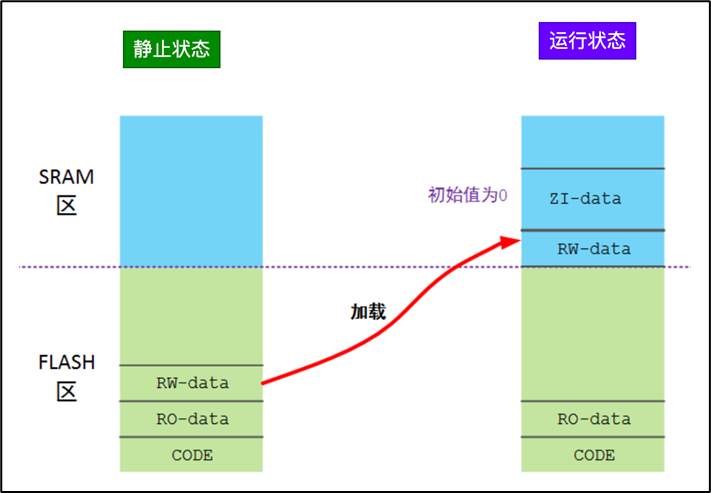 静止状态
运行状态
SRAM
区
初始值为0
ZI-data
RW-data
加载
FLASH
区
RW-data
RO-data
CODE
RO-data
CODE